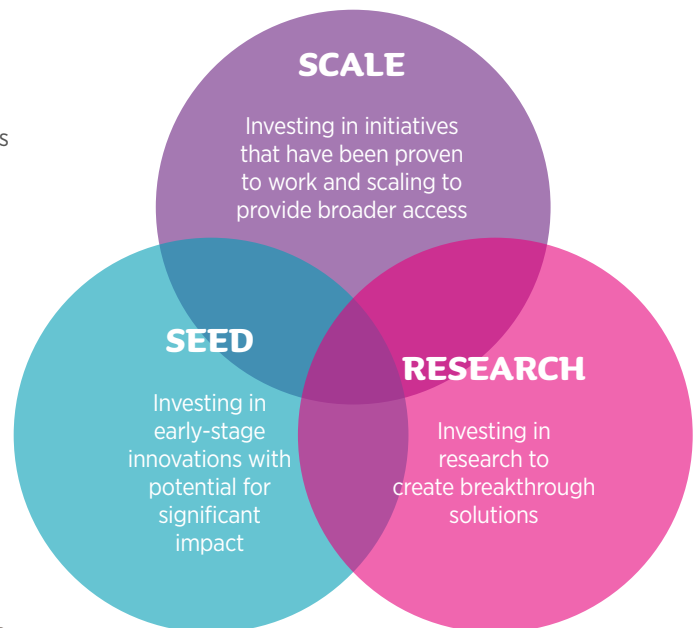 SCALE
Investing in initiatives
that have been proven
to work and scaling to
provide broader access
s
SEED
Investing in
early-stage
innovations with
potential for
significant
impact
RESEARCH
Investing in
research to
create breakthrough
solutions